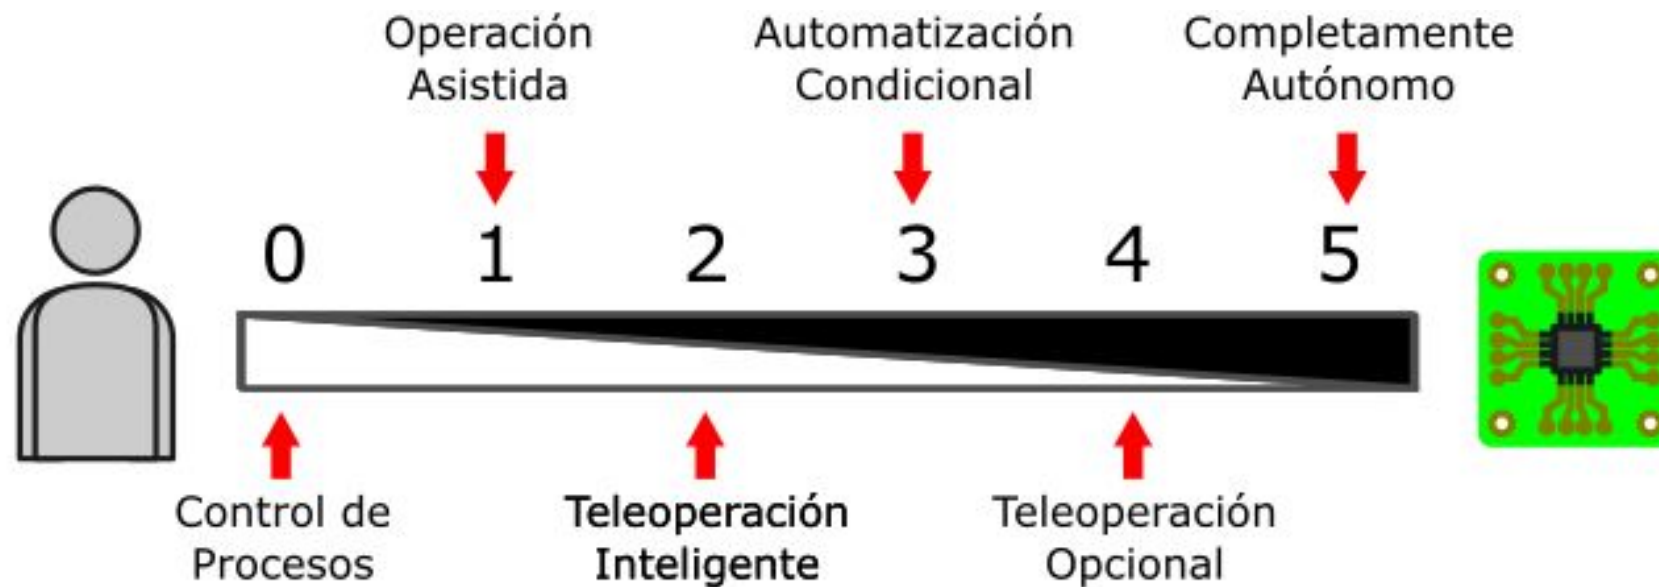 Operación
Asistida
Automatización
Condicional
Completamente
Autónomo
0
1
2
3
4
5
Control de
Procesos
Teleoperación
Inteligente
Teleoperación
Opcional